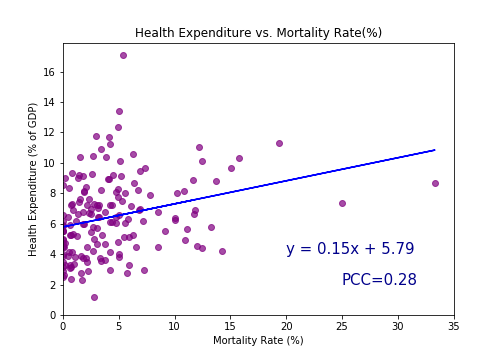 Health Expenditure vs. Mortality Rate(%)
Health Expenditure (% of GDP)
16
14
12
10
8
6
4
2
0
y = 0.15x + 5.79
PCC=0.28
0 5 10 15 20 25 30 35
Mortality Rate (%)